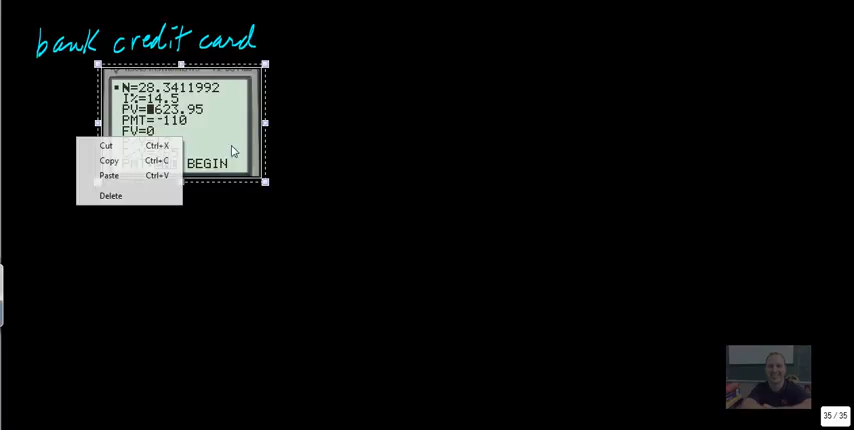 bank credit card
N=28.3411992
I%=14.5
PV=▪623.95
PMT=-110
FV=0
BEGIN
Cut Ctrl+X
Copy Ctrl+C
Paste Ctrl+V
Delete
35 / 35